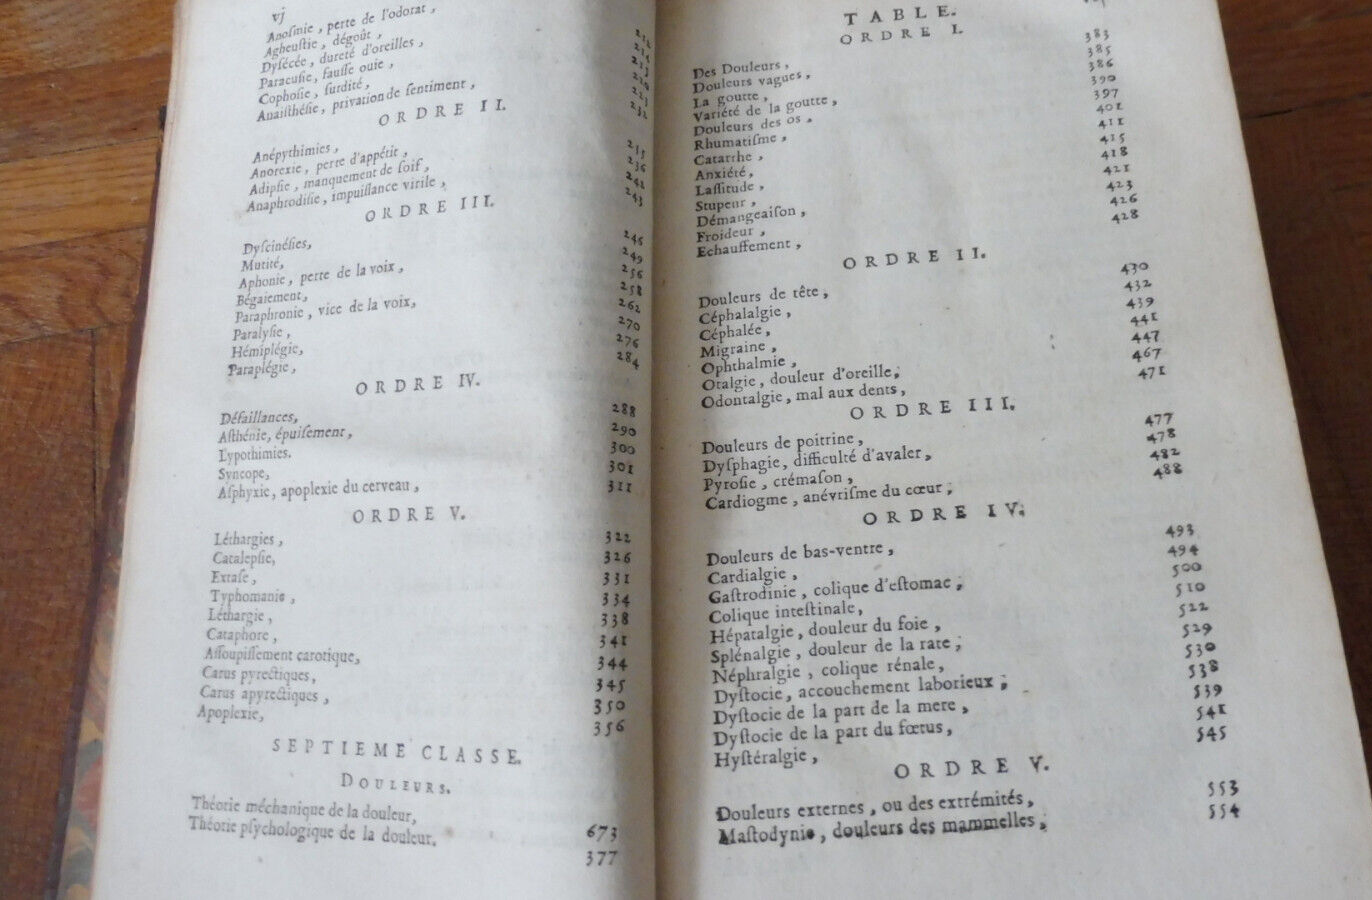 vj
Anoſmie, perte de l'odorat, 212
Agheuſtie, dégoût, 214
Dyſécée, dureté d'oreilles, 215
Paracuſie, fauſſe ouie, 220
Cophoſie, ſurdité, 223
Anaiſthéſie, privation de ſentiment, 232
ORDRE II.
Anépythimies, 235
Anorexie, perte d'appétit, 236
Adipſie, manquement de ſoif, 242
Anaphrodiſie, impuiſſance virile, 243
ORDRE III.
Dyſcinéſies, 246
Mutité, 249
Aphonie, perte de la voix, 256
Bégaiement, 258
Paraphronie, vice de la voix, 262
Paralyſie, 270
Hémiplégie, 276
Paraplégie, 284
ORDRE IV.
Défaillances, 288
Aſthénie, épuiſement, 290
Lypothimies. 300
Syncope, 301
Aſphyxie, apoplexie du cerveau, 311
ORDRE V.
Léthargies, 322
Catalepſie, 326
Extaſe, 331
Typhomanie, 334
Léthargie, 338
Cataphore, 341
Aſſoupiſſement carotique, 344
Carus pyrectiques, 345
Carus apyrectiques, 350
Apoplexie, 356
SEPTIEME CLASSE.
DOULEURS.
Théorie méchanique de la douleur, 673
Théorie pſychologique de la douleur. 377
TABLE.
ORDRE I.
Des Douleurs, 383
Douleurs vagues, 385
La goutte, 386
Variété de la goutte, 390
Douleurs des os, 397
Rhumatiſme, 401
Catarrhe, 411
Anxiété, 415
Laſſitude, 418
Stupeur, 421
Démangeaiſon, 423
Froideur, 426
Echauffement, 428
ORDRE II.
Douleurs de tête, 430
Céphalalgie, 432
Céphalée, 439
Migraine, 441
Ophthalmie, 447
Otalgie, douleur d'oreille, 467
Odontalgie, mal aux dents, 471
ORDRE III.
Douleurs de poitrine, 477
Dyſphagie, difficulté d'avaler, 478
Pyroſie, crémaſon, 482
Cardiogme, anévriſme du cœur, 488
ORDRE IV.
Douleurs de bas-ventre, 493
Cardialgie, 494
Gaſtrodinie, colique d'eſtomac, 500
Colique inteſtinale, 510
Hépatalgie, douleur du foie, 522
Splénalgie, douleur de la rate, 529
Néphralgie, colique rénale, 530
Dyſtocie, accouchement laborieux, 538
Dyſtocie de la part de la mere, 539
Dyſtocie de la part du fœtus, 541
Hyſtéralgie, 545
ORDRE V.
Douleurs externes, ou des extrémités, 553
Maſtodynie, douleurs des mammelles, 554